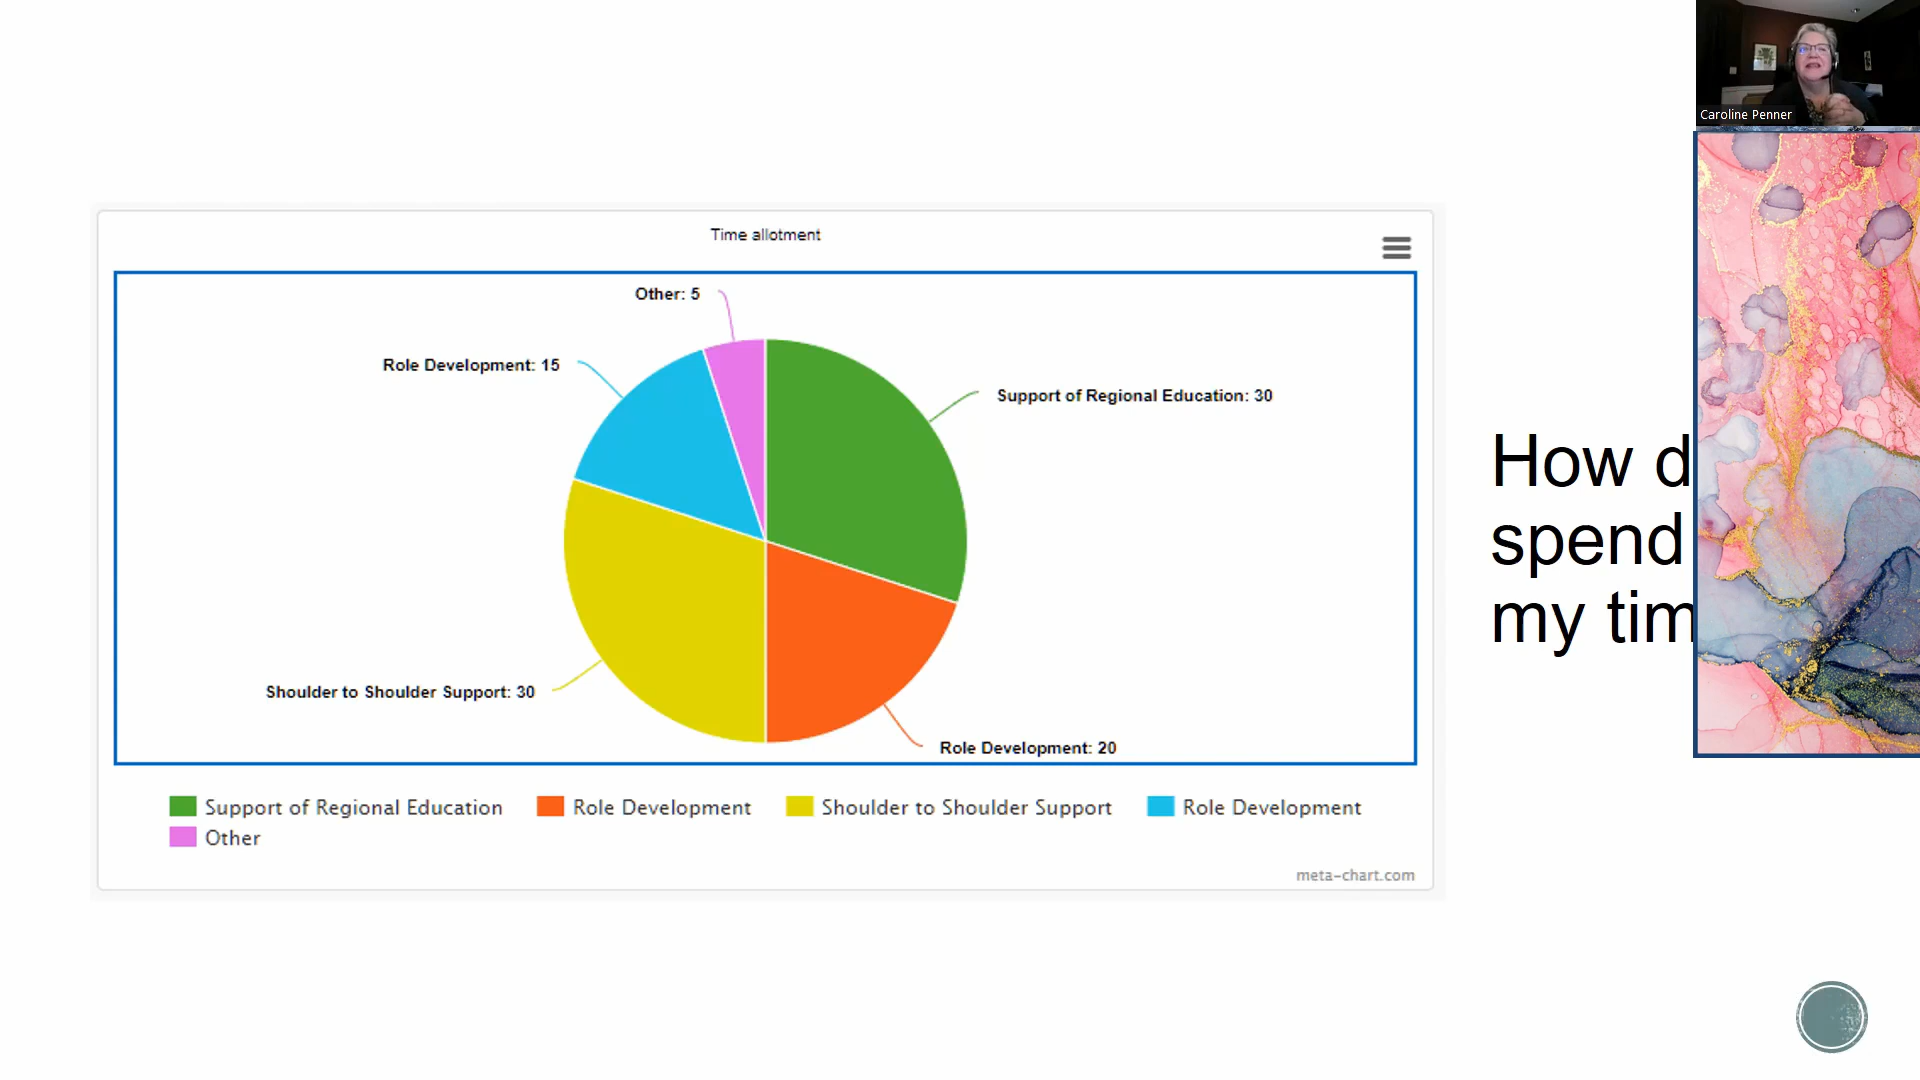 Caroline Penner
Time allotment
Other: 5
Role Development: 15
Support of Regional Education: 30
Shoulder to Shoulder Support: 30
Role Development: 20
Support of Regional Education
Role Development
Shoulder to Shoulder Support
Role Development
Other
meta-chart.com
How
spend
my